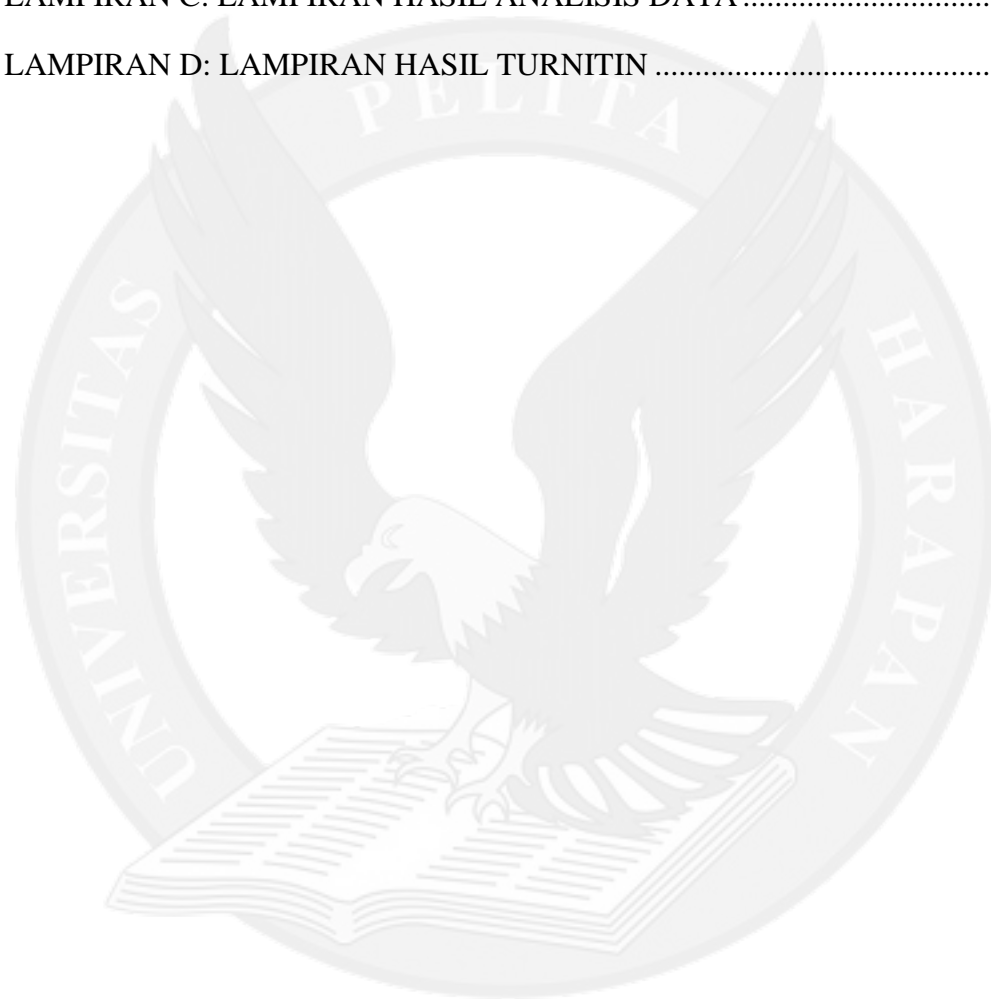 LAMPIRAN C: LAMPIRAN HASIL ANALISIS DATA ................................
LAMPIRAN D: LAMPIRAN HASIL TURNITIN ...........................................
UNIVERSITAS PELITA HARAPAN